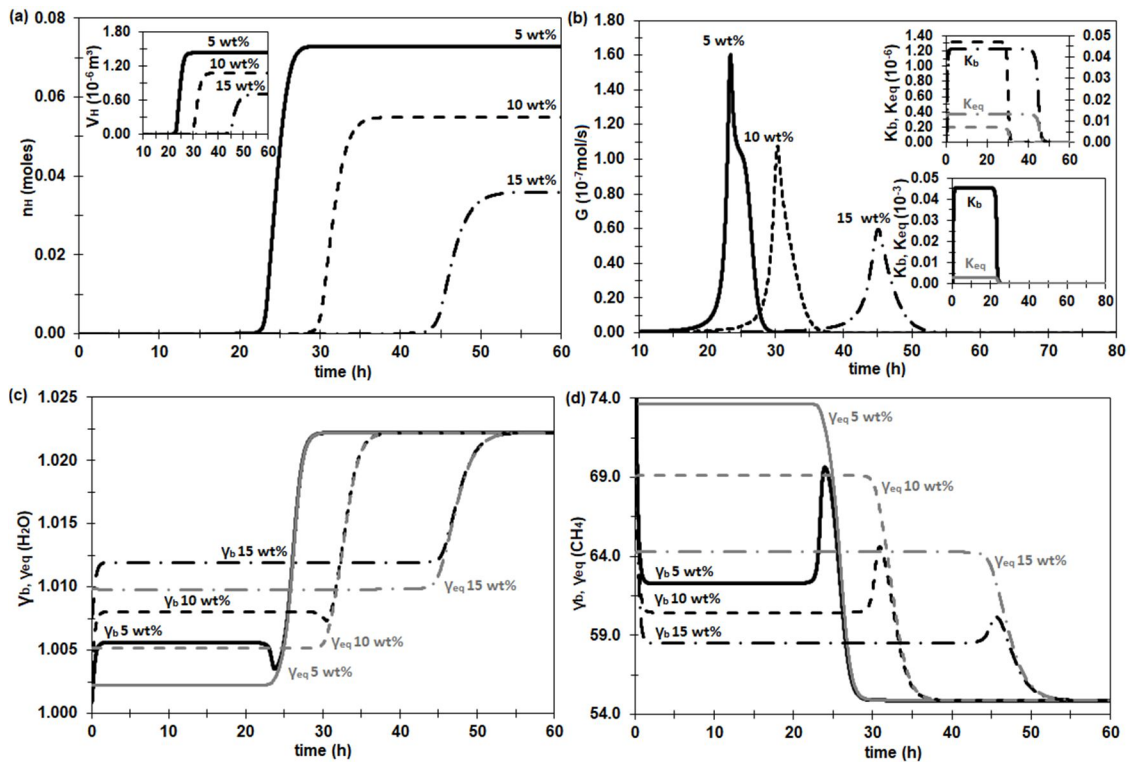 (a)
0.08
0.06
0.04
0.02
0.00
nH (moles)
0 10 20 30 40 50 60
time (h)
5 wt%
10 wt%
15 wt%
1.80
1.20
0.60
0.00
VH (10⁻⁶m³)
10 20 30 40 50 60
5 wt%
10 wt%
15 wt%
(b)
1.80
1.60
1.40
1.20
1.00
0.80
0.60
0.40
0.20
0.00
G (10⁻⁷mol/s)
10 20 30 40 50 60 70 80
time (h)
5 wt%
10 wt%
15 wt%
1.40
1.20
1.00
0.80
0.60
0.40
0.20
0.00
Kb, Keq (10⁻⁶)
0.05
0.04
0.03
0.02
0.01
0.00
0 20 40 60
Kb
Keq
0.05
0.04
0.03
0.02
0.01
0.00
Kb, Keq (10⁻³)
0 20 40 60 80
Kb
Keq
(c)
1.025
1.020
1.015
1.010
1.005
1.000
γb, γeq (H₂O)
0 10 20 30 40 50 60
time (h)
γb 15 wt%
γeq 15 wt%
γb 10 wt%
γb 5 wt%
γeq 10 wt%
γeq 5 wt%
(d)
74.0
69.0
64.0
59.0
54.0
γb, γeq (CH₄)
0 10 20 30 40 50 60
time (h)
γeq 5 wt%
γeq 10 wt%
γeq 15 wt%
γb 5 wt%
γb 10 wt%
γb 15 wt%